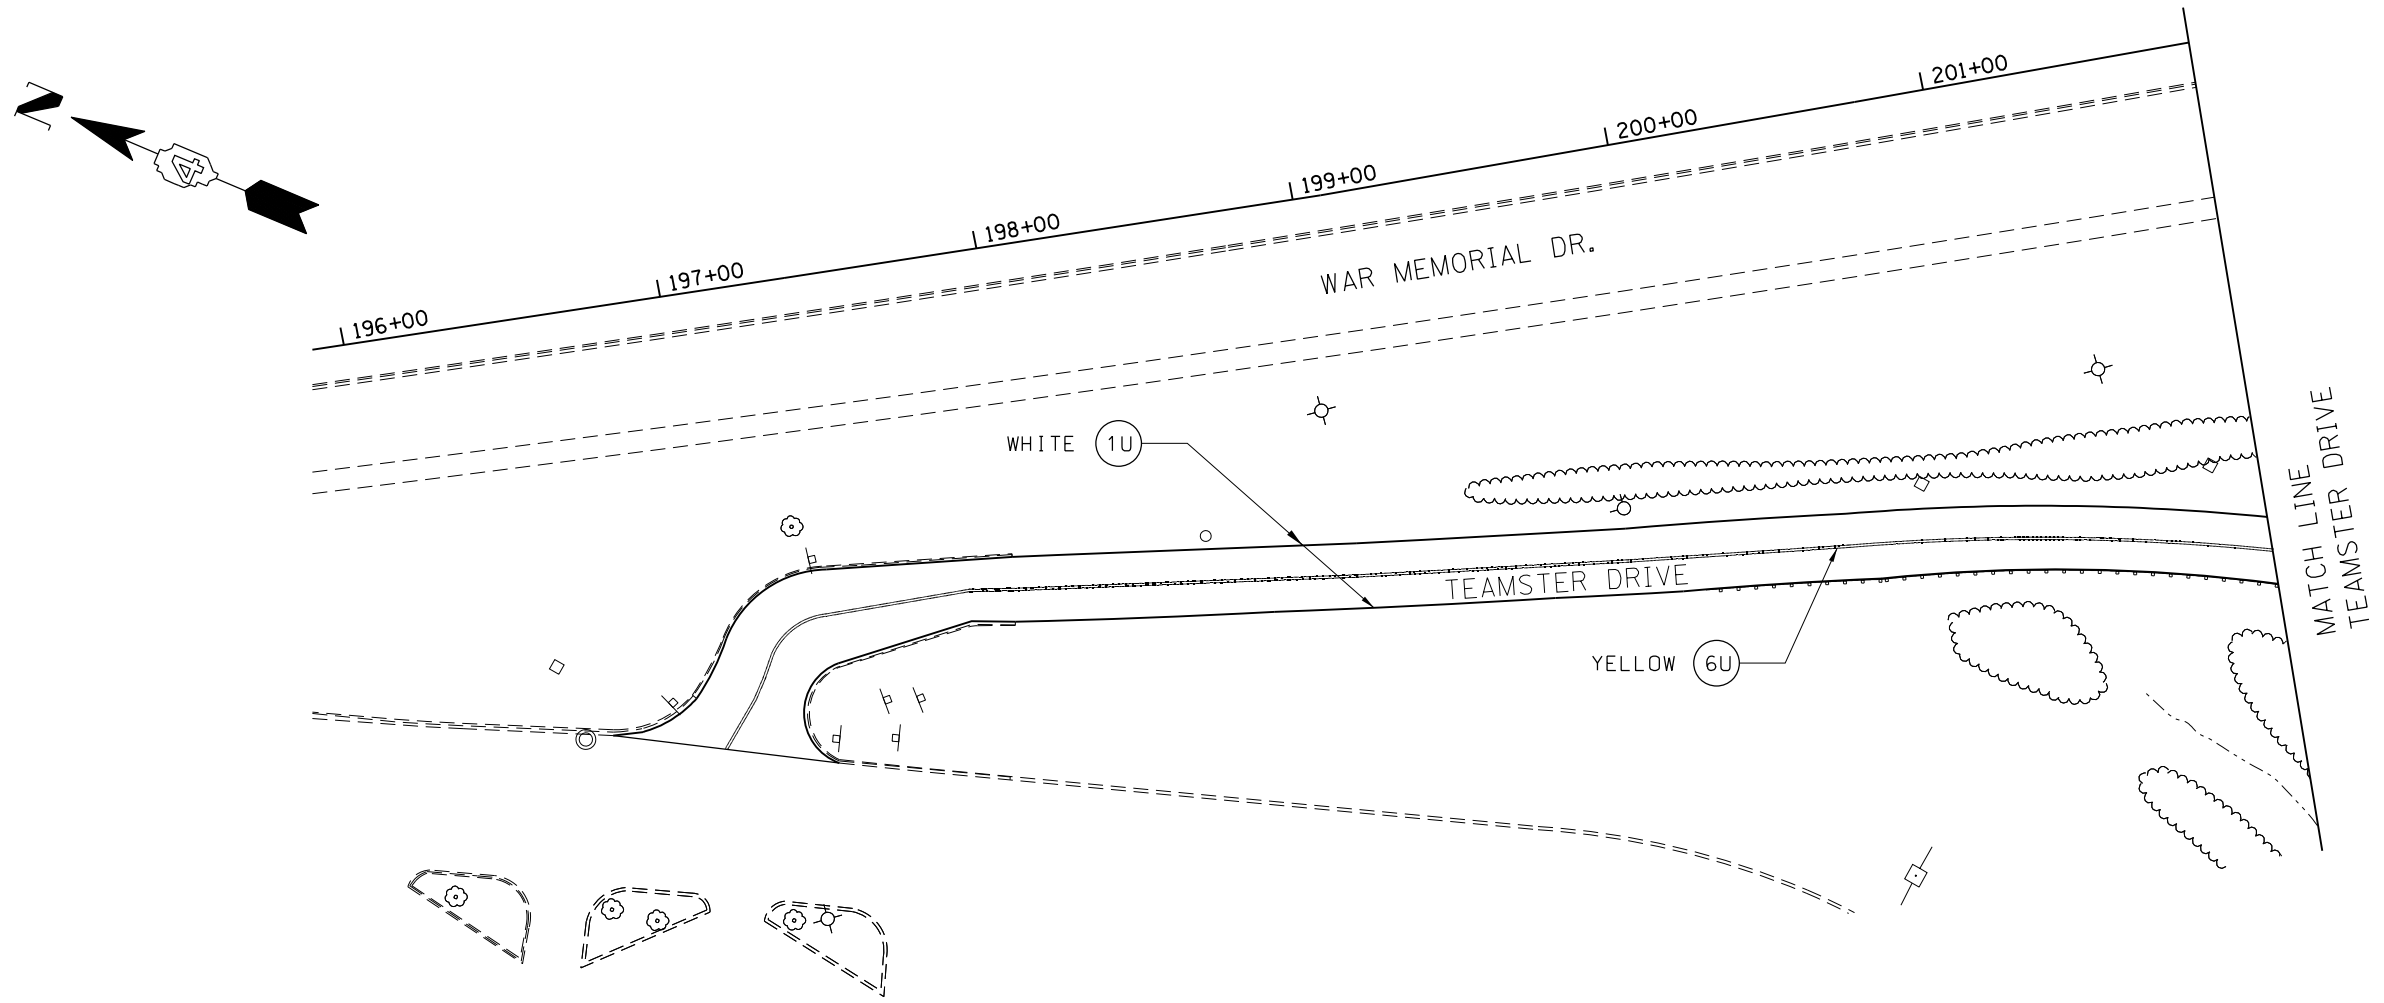 N
4
196+00
197+00
198+00
199+00
200+00
201+00
WAR MEMORIAL DR.
WHITE 1U
TEAMSTER DRIVE
YELLOW 6U
MATCH LINE
TEAMSTER DRIVE